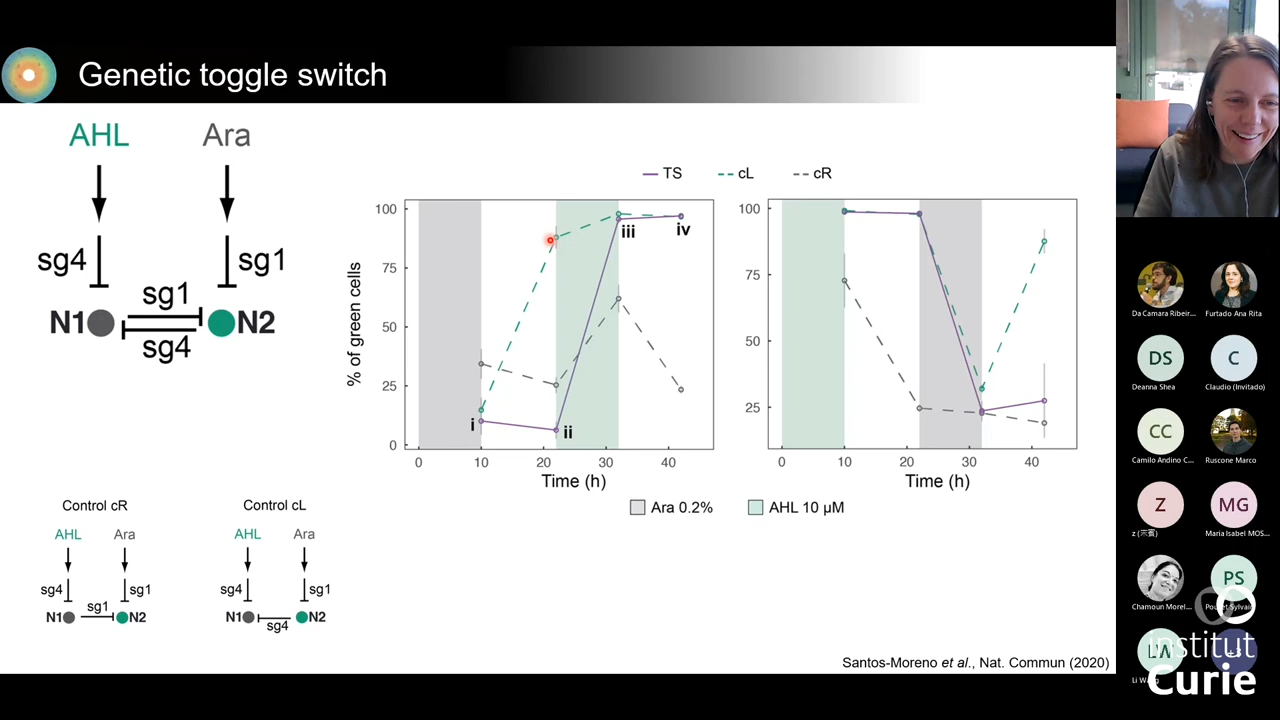 Genetic toggle switch
AHL Ara
sg4 sg1
sg1
N1 N2
sg4
TS cL cR
% of green cells
100
75
50
25
0
i
ii
iii
iv
0 10 20 30 40
Time (h)
100
75
50
25
0 10 20 30 40
Time (h)
Ara 0.2% AHL 10 µM
Control cR
AHL Ara
sg4 sg1
sg1
N1 N2
Control cL
AHL Ara
sg4 sg1
N1 N2
sg4
Santos-Moreno et al., Nat. Commun (2020)
Da Camara Ribeir... Furtado Ana Rita
DS C
Deanna Shea Claudio (Invitado)
CC
Camilo Andino C... Ruscone Marco
Z MG
z (宗賓) Maria Isabel MOS...
PS
Chamoun Morel... Pouget Sylvain
LW
Li Wang
institut
Curie